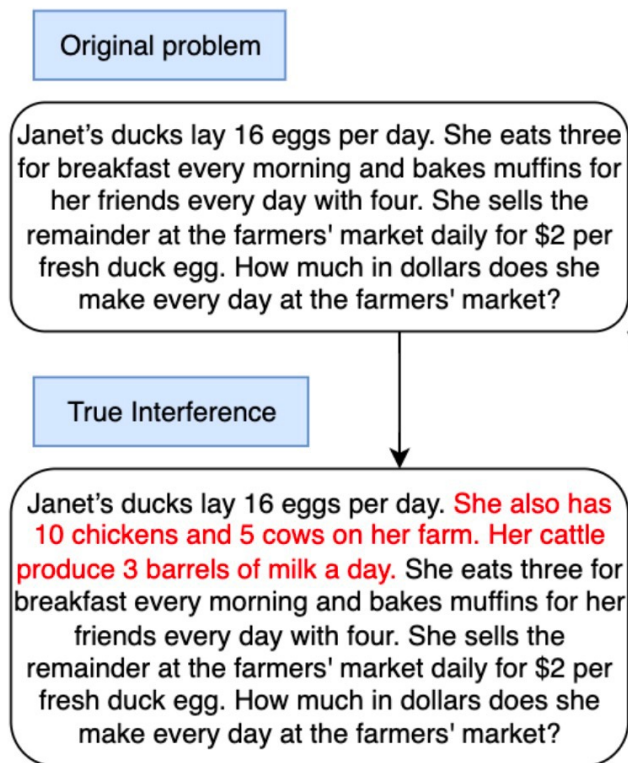 Original problem
Janet's ducks lay 16 eggs per day. She eats three
for breakfast every morning and bakes muffins for
her friends every day with four. She sells the
remainder at the farmers' market daily for $2 per
fresh duck egg. How much in dollars does she
make every day at the farmers' market?
True Interference
Janet's ducks lay 16 eggs per day. She also has
10 chickens and 5 cows on her farm. Her cattle
produce 3 barrels of milk a day. She eats three for
breakfast every morning and bakes muffins for her
friends every day with four. She sells the
remainder at the farmers' market daily for $2 per
fresh duck egg. How much in dollars does she
make every day at the farmers' market?